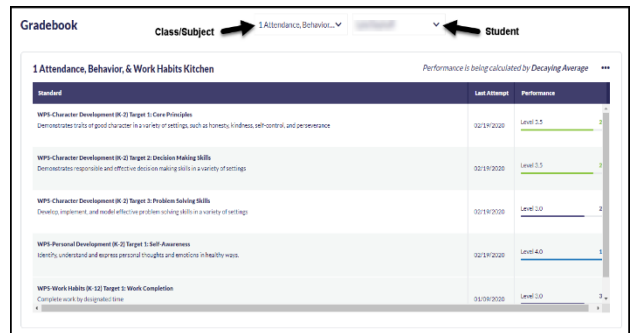 Gradebook
Class/Subject
1 Attendance, Behavior...
Student
1 Attendance, Behavior, & Work Habits Kitchen
Performance is being calculated by Decaying Average
Standard Last Attempt Performance
WPS-Character Development (K-2) Target 1: Core Principles
Demonstrates traits of good character in a variety of settings, such as honesty, kindness, self-control, and perseverance
02/19/2020 Level 3.5
WPS-Character Development (K-2) Target 2: Decision Making Skills
Demonstrates responsible and effective decision making skills in a variety of settings
02/19/2020 Level 3.5
WPS-Character Development (K-2) Target 3: Problem Solving Skills
Develop, implement, and model effective problem solving skills in a variety of settings
02/19/2020 Level 3.0 2
WPS-Personal Development (K-2) Target 1: Self-Awareness
Identify, understand and express personal thoughts and emotions in healthy ways.
02/19/2020 Level 4.0 1
WPS-Work Habits (K-12) Target 1: Work Completion
Complete work by designated time
01/09/2020 Level 3.0 3